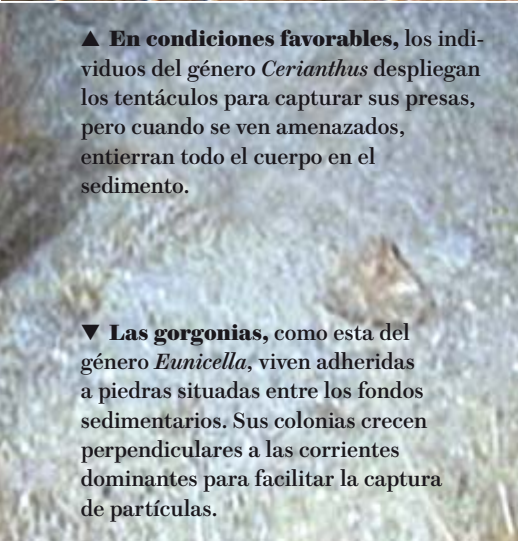 ▲ En condiciones favorables, los indi-
viduos del género Cerianthus despliegan
los tentáculos para capturar sus presas,
pero cuando se ven amenazados,
entierran todo el cuerpo en el
sedimento.
▼ Las gorgonias, como esta del
género Eunicella, viven adheridas
a piedras situadas entre los fondos
sedimentarios. Sus colonias crecen
perpendiculares a las corrientes
dominantes para facilitar la captura
de partículas.